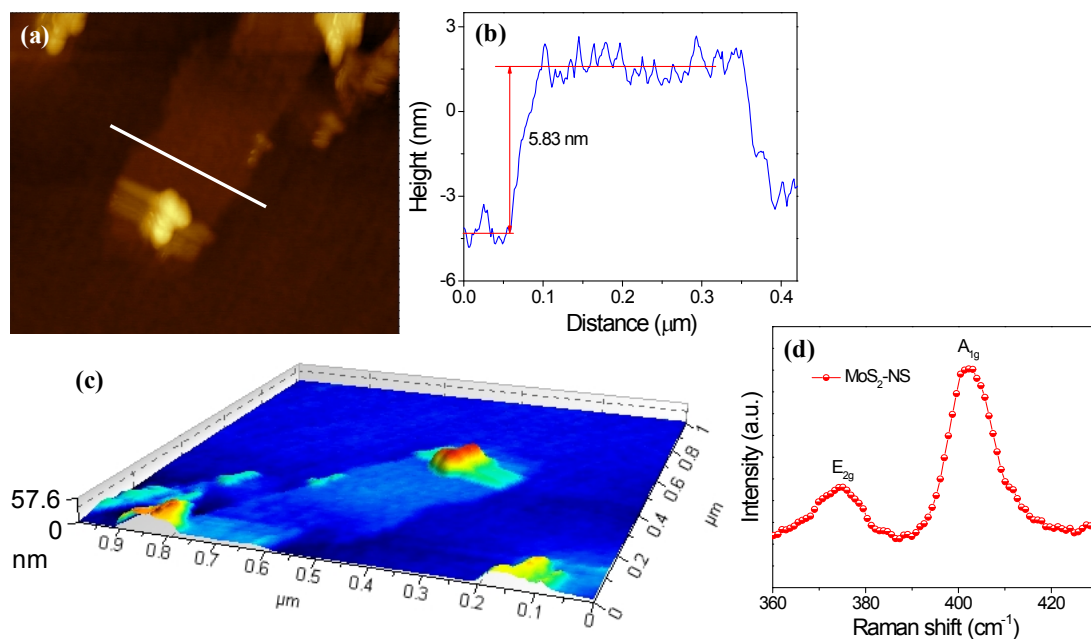 (a)
(b)
3
0
-3
-6
Height (nm)
5.83 nm
0.0 0.1 0.2 0.3 0.4
Distance (μm)
(c)
57.6
0
nm
0.9 0.8 0.7 0.6 0.5 0.4 0.3 0.2 0.1 0
μm
0 0.2 0.4 0.6 0.8 1
μm
(d)
MoS₂-NS
A₁g
E₂g
Intensity (a.u.)
360 380 400 420
Raman shift (cm⁻¹)